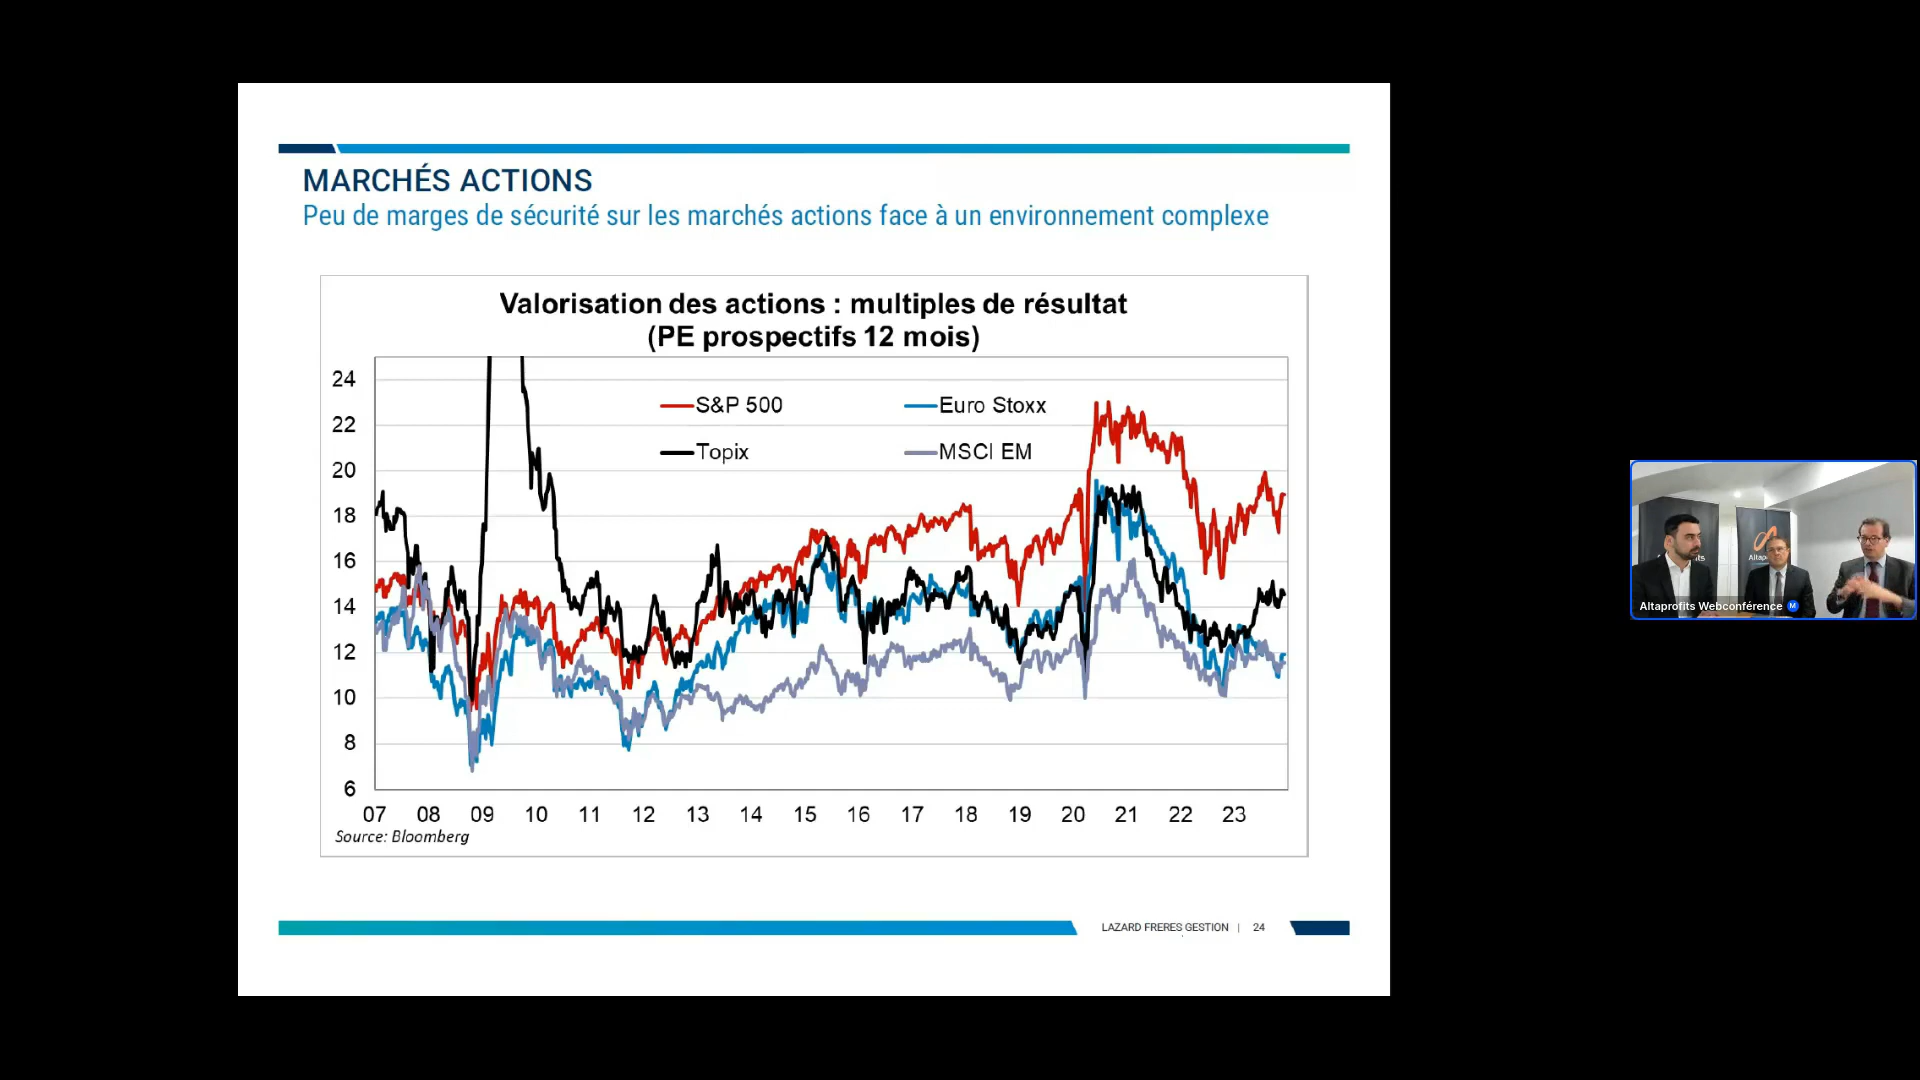 MARCHÉS ACTIONS
Peu de marges de sécurité sur les marchés actions face à un environnement complexe
Valorisation des actions : multiples de résultat
(PE prospectifs 12 mois)
S&P 500
Euro Stoxx
Topix
MSCI EM
24
22
20
18
16
14
12
10
8
6
07 08 09 10 11 12 13 14 15 16 17 18 19 20 21 22 23
Source: Bloomberg
LAZARD FRERES GESTION | 24
Altaprofits Webconférence
M